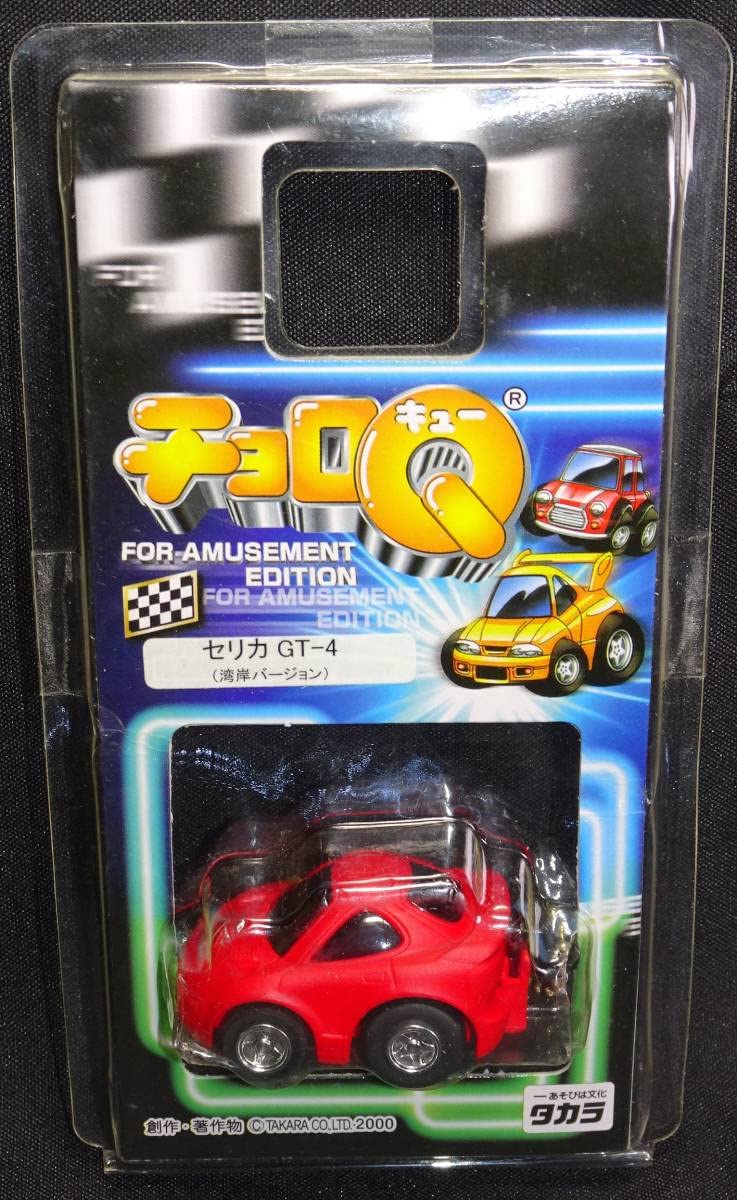 FOR
AMUSEM
E
チョロQ
キュー
®
FOR AMUSEMENT
EDITION
FOR AMUSEMENT
EDITION
セリカ GT-4
(湾岸バージョン)
創作・著作物 ©TAKARA CO.,LTD.2000
―あそびは文化
タカラ